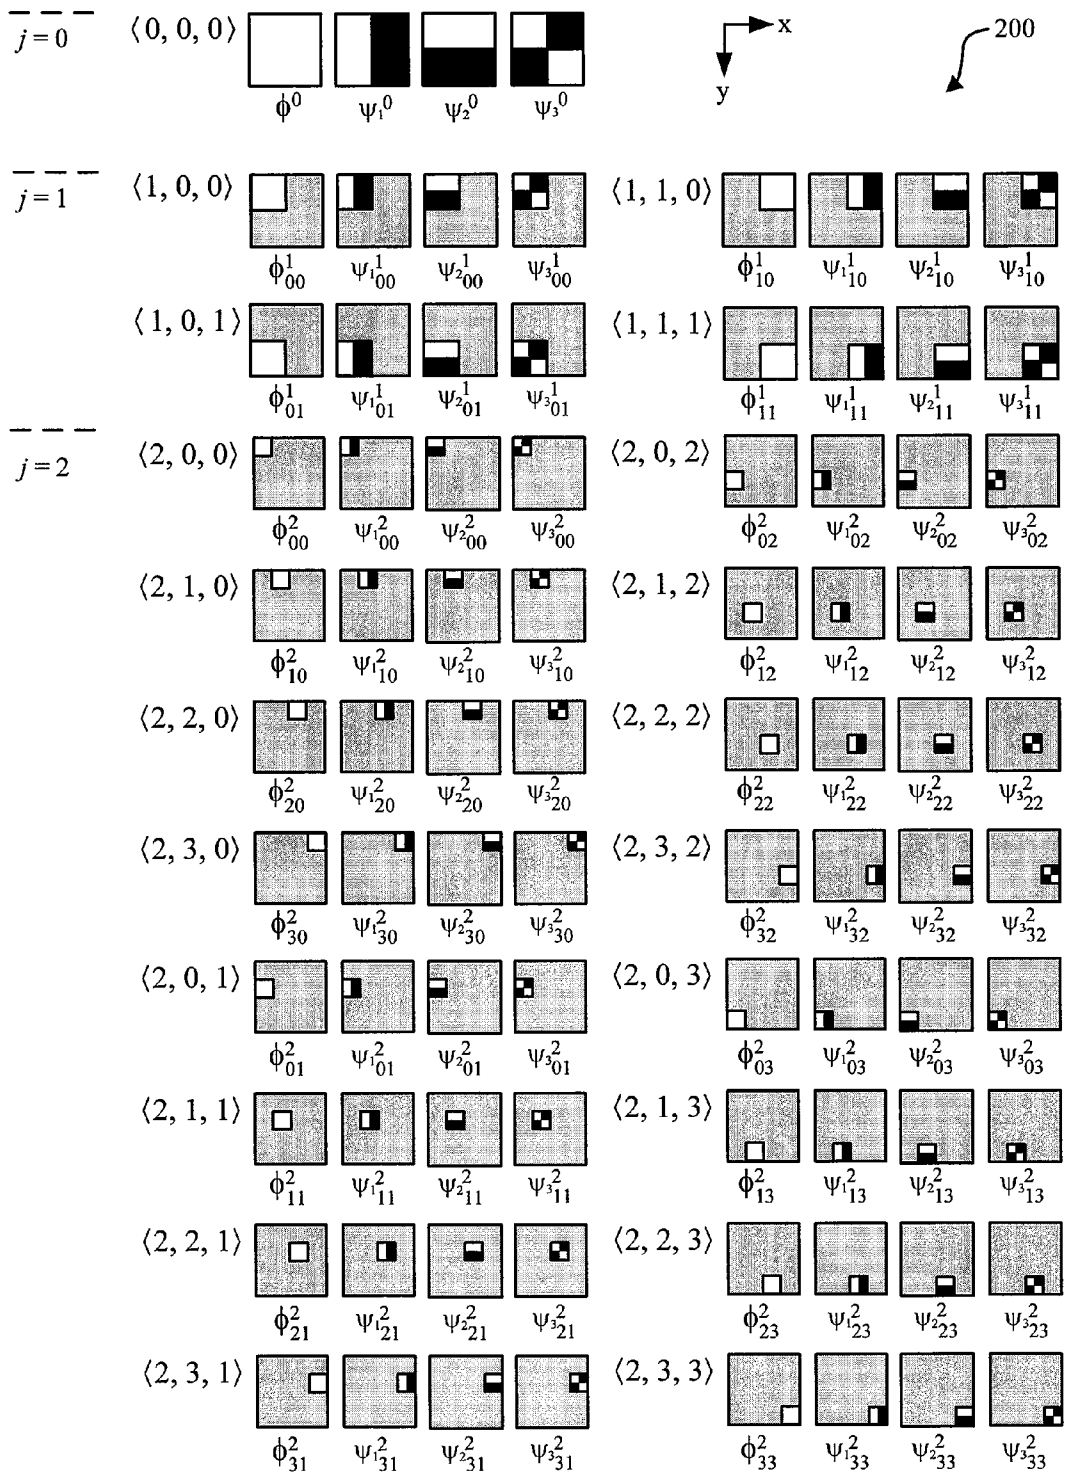 j = 0 ⟨0, 0, 0⟩ x 200
y
ϕ⁰ ψ₁⁰ ψ₂⁰ ψ₃⁰
j = 1 ⟨1, 0, 0⟩ ⟨1, 1, 0⟩
ϕ¹₀₀ ψ₁¹₀₀ ψ₂¹₀₀ ψ₃¹₀₀ ϕ¹₁₀ ψ₁¹₁₀ ψ₂¹₁₀ ψ₃¹₁₀
⟨1, 0, 1⟩ ⟨1, 1, 1⟩
ϕ¹₀₁ ψ₁¹₀₁ ψ₂¹₀₁ ψ₃¹₀₁ ϕ¹₁₁ ψ₁¹₁₁ ψ₂¹₁₁ ψ₃¹₁₁
j = 2 ⟨2, 0, 0⟩ ⟨2, 0, 2⟩
ϕ²₀₀ ψ₁²₀₀ ψ₂²₀₀ ψ₃²₀₀ ϕ²₀₂ ψ₁²₀₂ ψ₂²₀₂ ψ₃²₀₂
⟨2, 1, 0⟩ ⟨2, 1, 2⟩
ϕ²₁₀ ψ₁²₁₀ ψ₂²₁₀ ψ₃²₁₀ ϕ²₁₂ ψ₁²₁₂ ψ₂²₁₂ ψ₃²₁₂
⟨2, 2, 0⟩ ⟨2, 2, 2⟩
ϕ²₂₀ ψ₁²₂₀ ψ₂²₂₀ ψ₃²₂₀ ϕ²₂₂ ψ₁²₂₂ ψ₂²₂₂ ψ₃²₂₂
⟨2, 3, 0⟩ ⟨2, 3, 2⟩
ϕ²₃₀ ψ₁²₃₀ ψ₂²₃₀ ψ₃²₃₀ ϕ²₃₂ ψ₁²₃₂ ψ₂²₃₂ ψ₃²₃₂
⟨2, 0, 1⟩ ⟨2, 0, 3⟩
ϕ²₀₁ ψ₁²₀₁ ψ₂²₀₁ ψ₃²₀₁ ϕ²₀₃ ψ₁²₀₃ ψ₂²₀₃ ψ₃²₀₃
⟨2, 1, 1⟩ ⟨2, 1, 3⟩
ϕ²₁₁ ψ₁²₁₁ ψ₂²₁₁ ψ₃²₁₁ ϕ²₁₃ ψ₁²₁₃ ψ₂²₁₃ ψ₃²₁₃
⟨2, 2, 1⟩ ⟨2, 2, 3⟩
ϕ²₂₁ ψ₁²₂₁ ψ₂²₂₁ ψ₃²₂₁ ϕ²₂₃ ψ₁²₂₃ ψ₂²₂₃ ψ₃²₂₃
⟨2, 3, 1⟩ ⟨2, 3, 3⟩
ϕ²₃₁ ψ₁²₃₁ ψ₂²₃₁ ψ₃²₃₁ ϕ²₃₃ ψ₁²₃₃ ψ₂²₃₃ ψ₃²₃₃